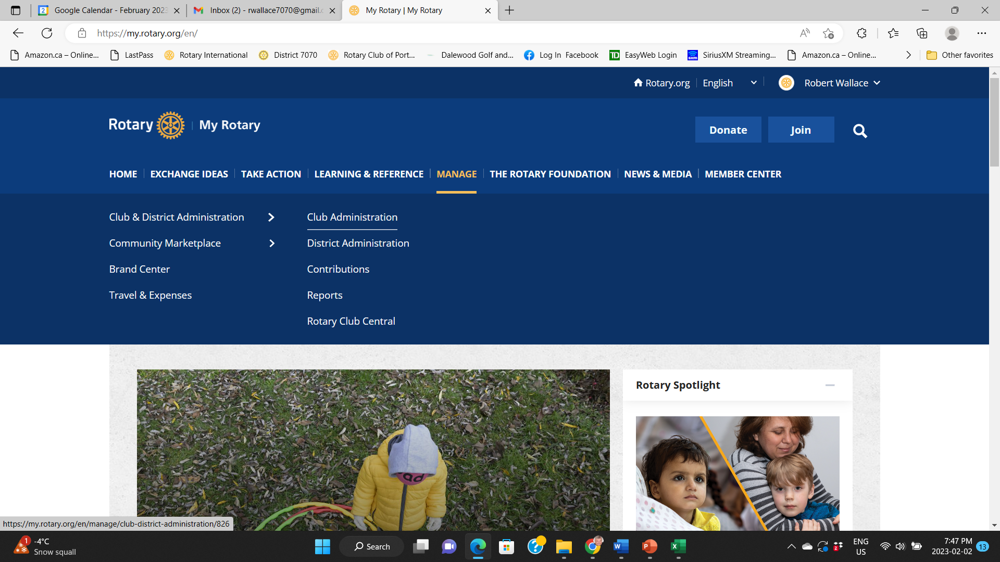 Google Calendar - February 2023
Inbox (2) - rwallace7070@gmail.c
My Rotary | My Rotary
https://my.rotary.org/en/
Amazon.ca – Online...
LastPass
Rotary International
District 7070
Rotary Club of Port...
Dalewood Golf and...
Log In Facebook
EasyWeb Login
SiriusXM Streaming...
Amazon.ca – Online...
Other favorites
Rotary.org
English
Robert Wallace
Rotary | My Rotary
Donate
Join
HOME
EXCHANGE IDEAS
TAKE ACTION
LEARNING & REFERENCE
MANAGE
THE ROTARY FOUNDATION
NEWS & MEDIA
MEMBER CENTER
Club & District Administration
Club Administration
Community Marketplace
District Administration
Brand Center
Contributions
Travel & Expenses
Reports
Rotary Club Central
Rotary Spotlight
https://my.rotary.org/en/manage/club-district-administration/826
1
-4°C
Snow squall
Search
ENG
US
7:47 PM
2023-02-02
13